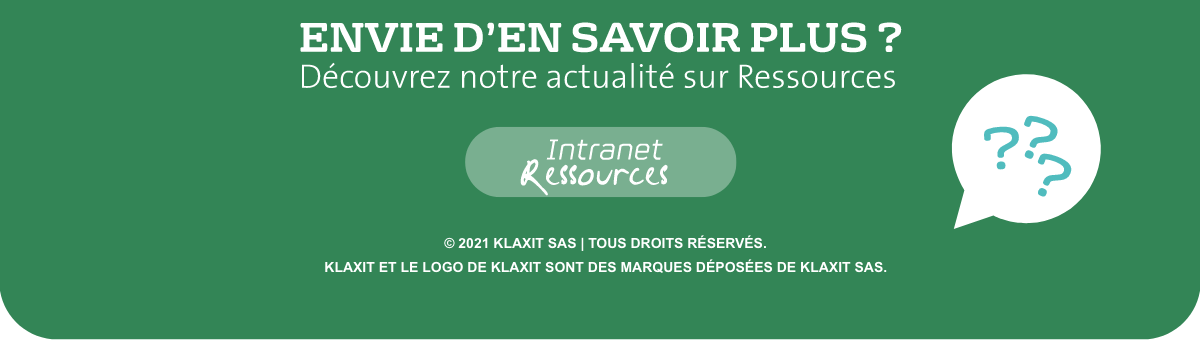 ENVIE D'EN SAVOIR PLUS ?
Découvrez notre actualité sur Ressources
Intranet
Ressources
???
© 2021 KLAXIT SAS | TOUS DROITS RÉSERVÉS.
KLAXIT ET LE LOGO DE KLAXIT SONT DES MARQUES DÉPOSÉES DE KLAXIT SAS.